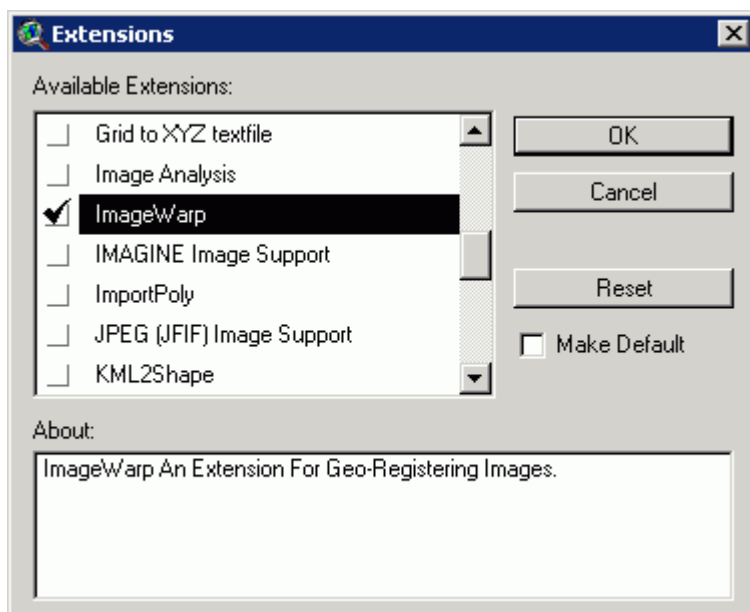 Extensions
Available Extensions:
Grid to XYZ textfile
Image Analysis
ImageWarp
IMAGINE Image Support
ImportPoly
JPEG (JFIF) Image Support
KML2Shape
OK
Cancel
Reset
Make Default
About:
ImageWarp An Extension For Geo-Registering Images.